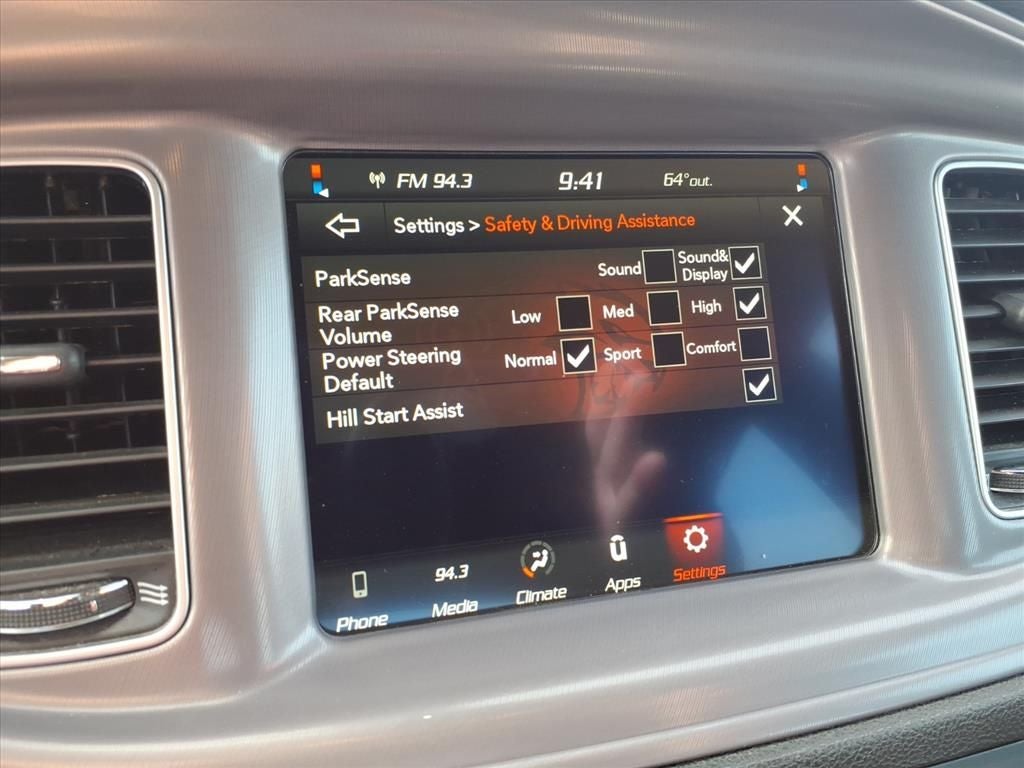 FM 94.3 9:41 64°out.
Settings > Safety & Driving Assistance
ParkSense Sound Sound& Display
Rear ParkSense Volume Low Med High
Power Steering Default Normal Sport Comfort
Hill Start Assist
94.3
Phone Media Climate Apps Settings